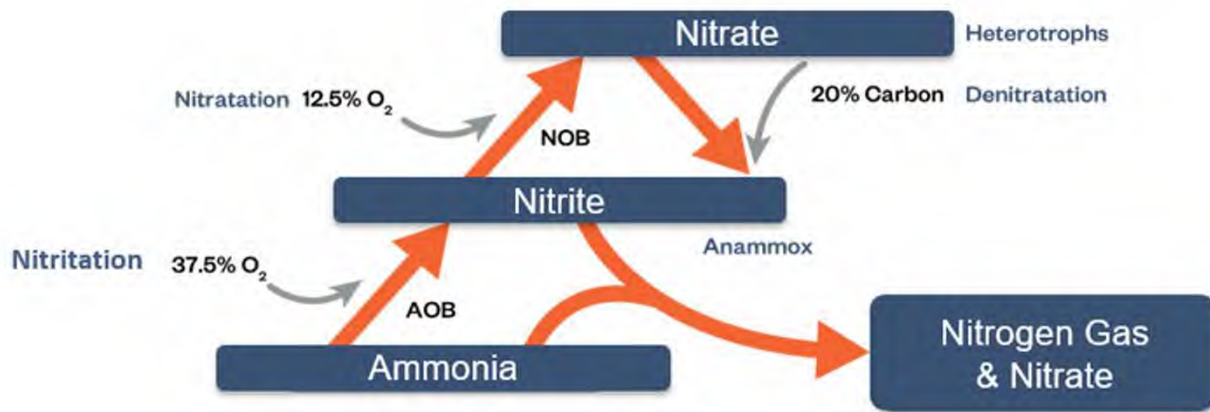 Nitrate
Heterotrophs
Nitratation 12.5% O₂
20% Carbon Denitratation
NOB
Nitrite
Anammox
Nitritation 37.5% O₂
AOB
Ammonia
Nitrogen Gas
& Nitrate